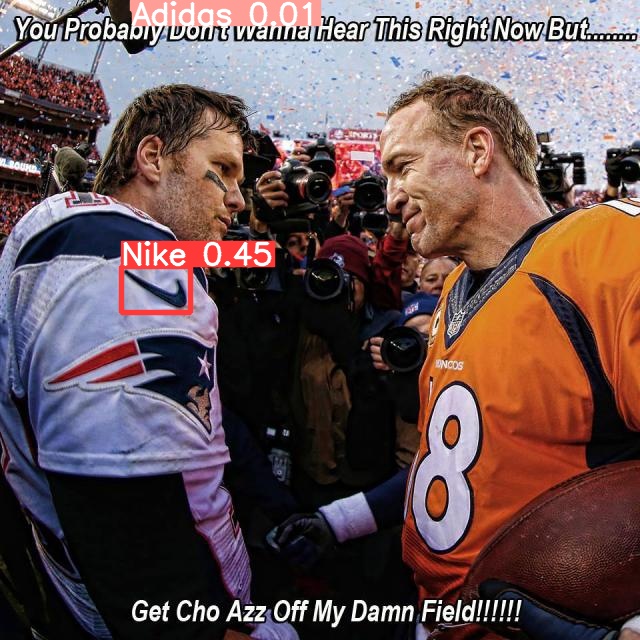 Adidas 0.01
You Probably Don't Wanna Hear This Right Now But........
Nike 0.45
18
Get Cho Azz Off My Damn Field!!!!!!